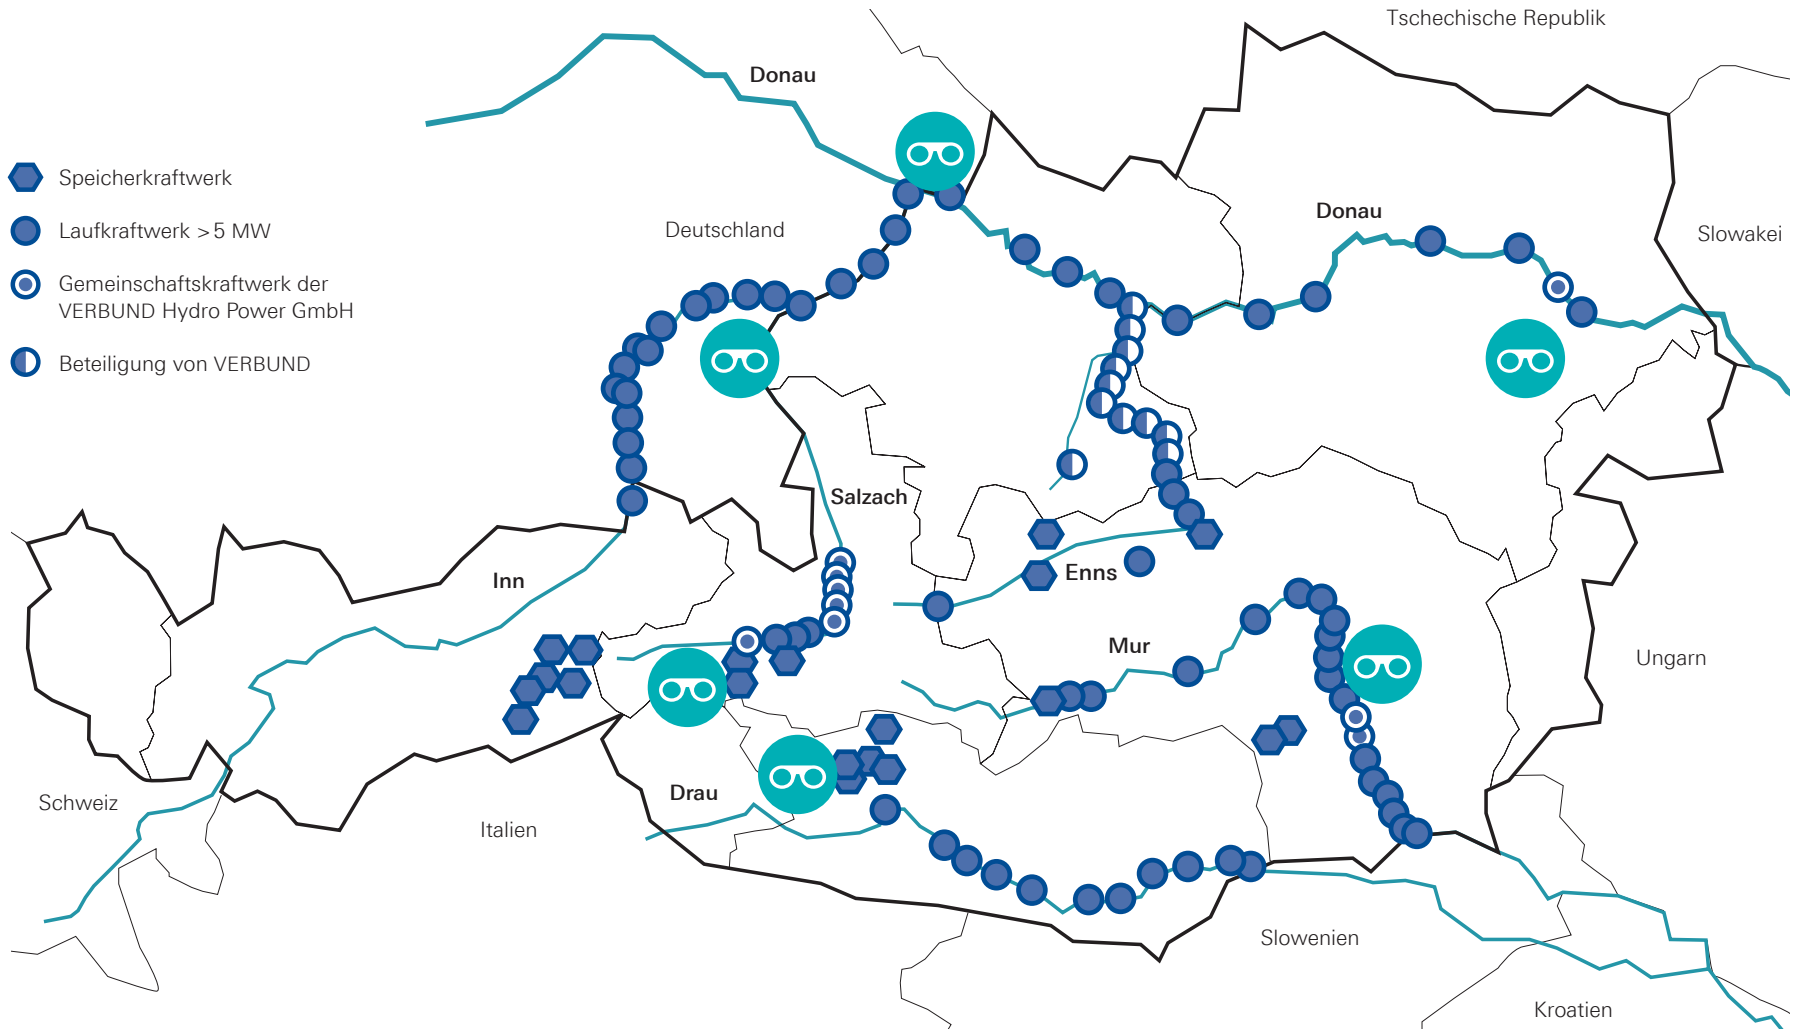 Tschechische Republik
Donau
Speicherkraftwerk
Deutschland
Donau
Slowakei
Laufkraftwerk > 5 MW
Gemeinschaftskraftwerk der
VERBUND Hydro Power GmbH
Beteiligung von VERBUND
Salzach
Inn
Enns
Mur
Ungarn
Schweiz
Drau
Italien
Slowenien
Kroatien